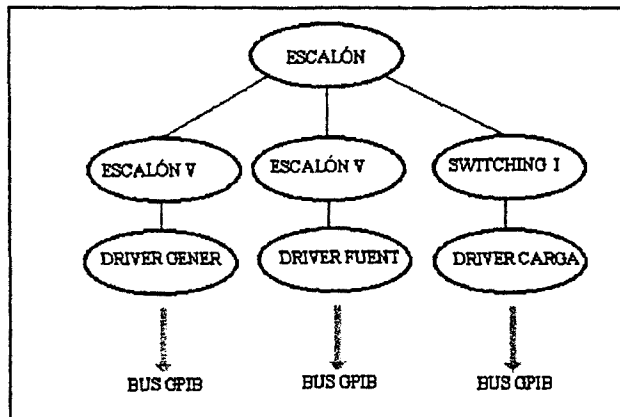 ESCALÓN
ESCALÓN V
ESCALÓN V
SWITCHING I
DRIVER GENER
DRIVER FUENT
DRIVER CARGA
BUS GPIB
BUS GPIB
BUS GPIB